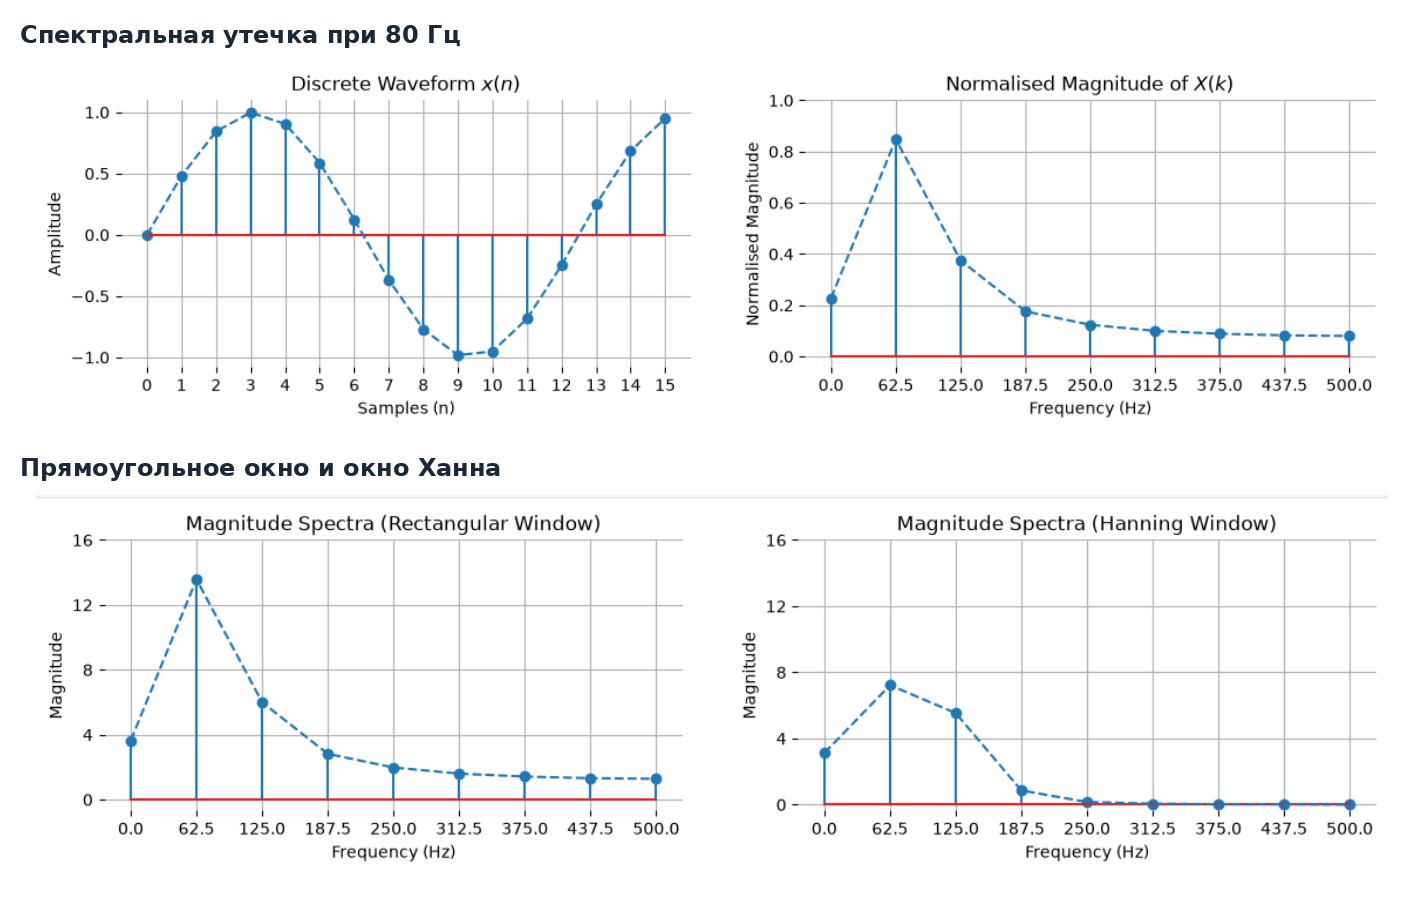 Спектральная утечка при 80 Гц
Discrete Waveform x(n)
Amplitude
1.0
0.5
0.0
−0.5
−1.0
0 1 2 3 4 5 6 7 8 9 10 11 12 13 14 15
Samples (n)
Normalised Magnitude of X(k)
Normalised Magnitude
1.0
0.8
0.6
0.4
0.2
0.0
0.0 62.5 125.0 187.5 250.0 312.5 375.0 437.5 500.0
Frequency (Hz)
Прямоугольное окно и окно Ханна
Magnitude Spectra (Rectangular Window)
Magnitude
16
12
8
4
0
0.0 62.5 125.0 187.5 250.0 312.5 375.0 437.5 500.0
Frequency (Hz)
Magnitude Spectra (Hanning Window)
Magnitude
16
12
8
4
0
0.0 62.5 125.0 187.5 250.0 312.5 375.0 437.5 500.0
Frequency (Hz)